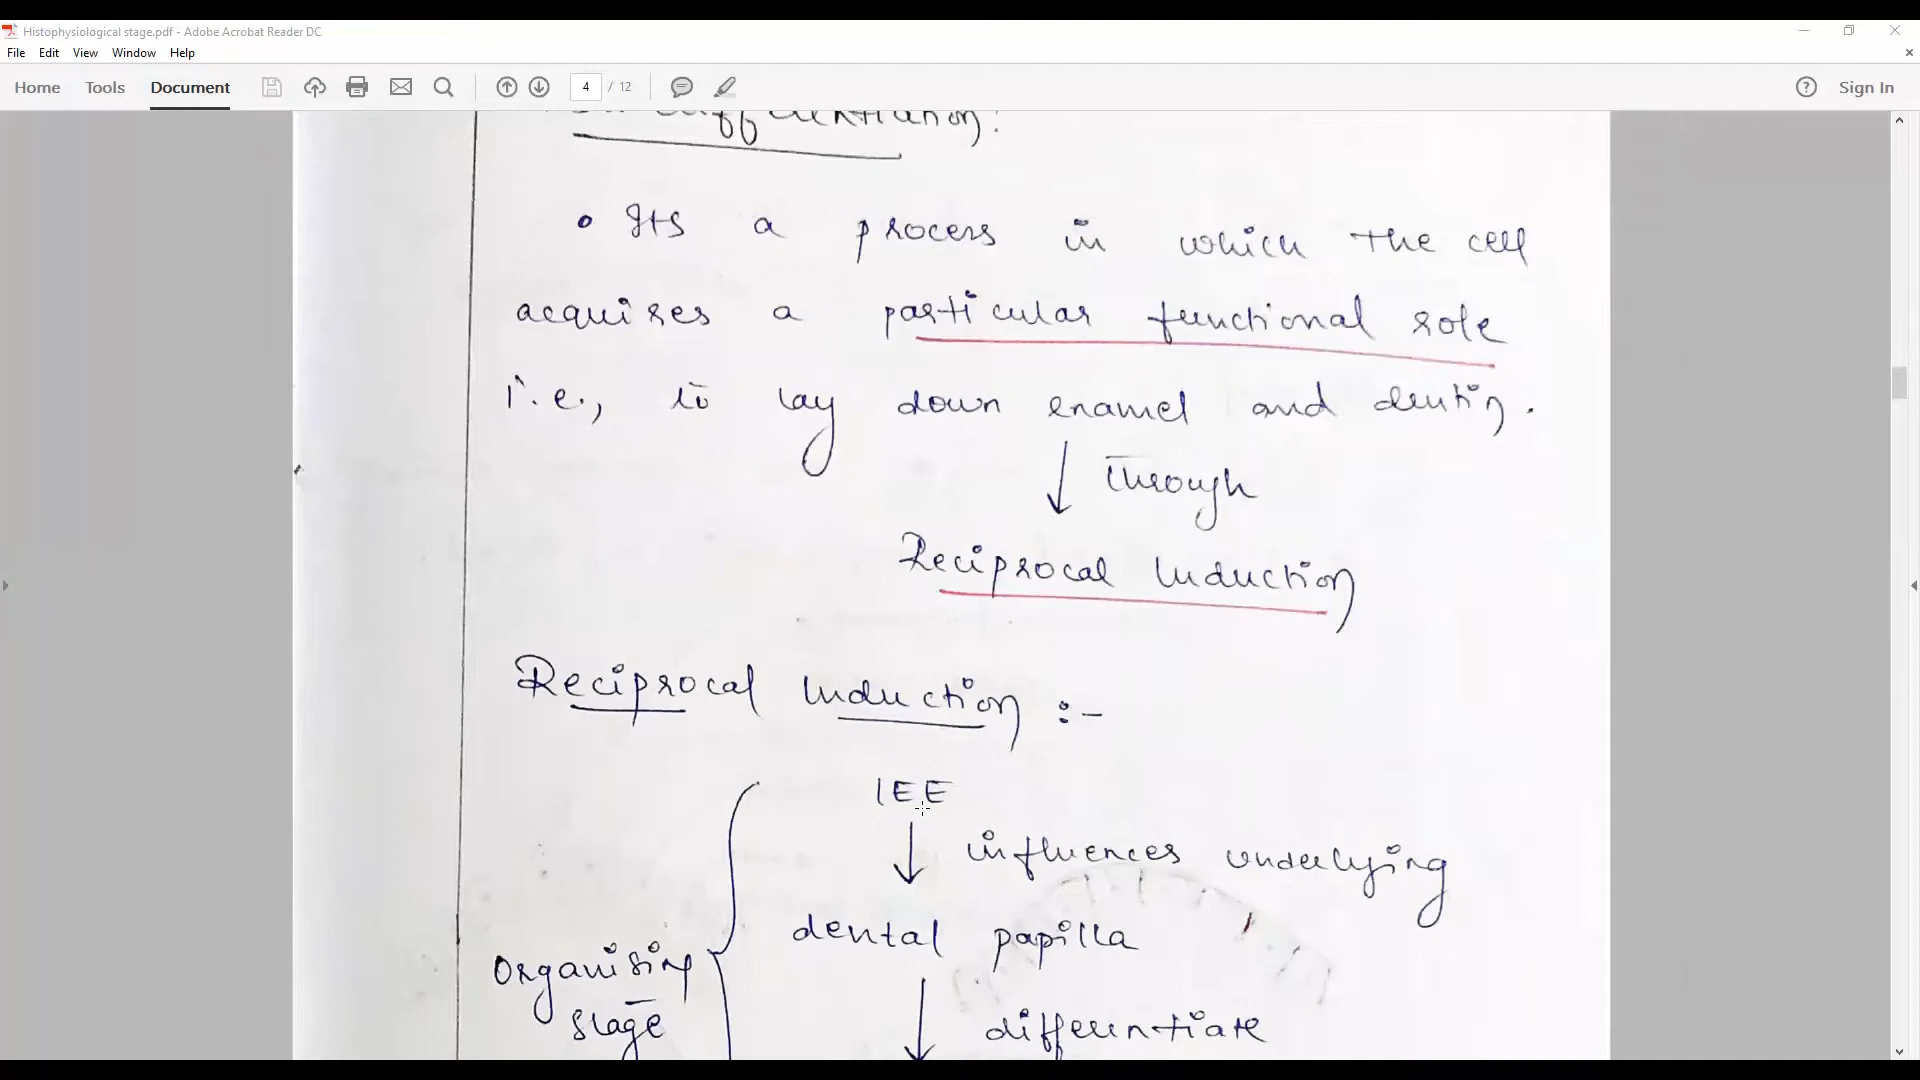 Histophysiological stage.pdf - Adobe Acrobat Reader DC
File Edit View Window Help
Home Tools Document 4 / 12 Sign In
differentiation:
• Its a process in which the cell
acquires a particular functional role
i.e., to lay down enamel and dentin.
↓ Through
Reciprocal Induction
Reciprocal Induction :-
IEE
↓ influences underlying
dental papilla
Organising
stage
↓ differentiate